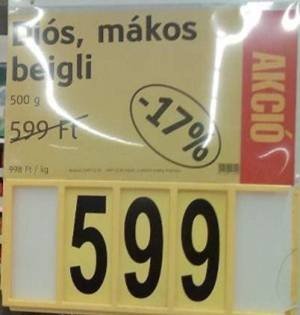 Diós, mákos
beigli
500 g
599 Ft
-17%
AKCIÓ
998 Ft / kg
599